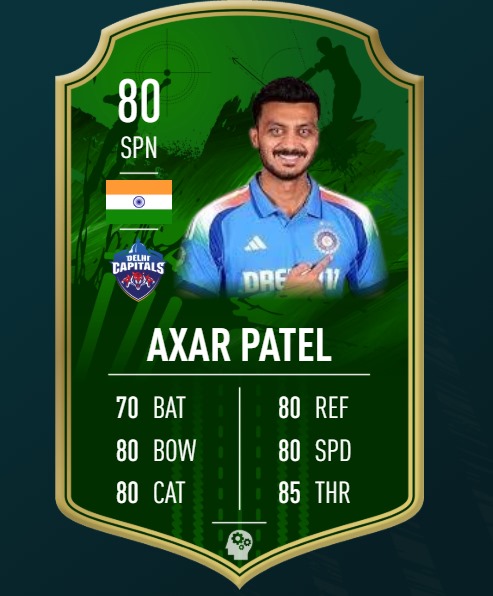 80
SPN
DELHI
CAPITALS
AXAR PATEL
70 BAT
80 REF
80 BOW
80 SPD
80 CAT
85 THR